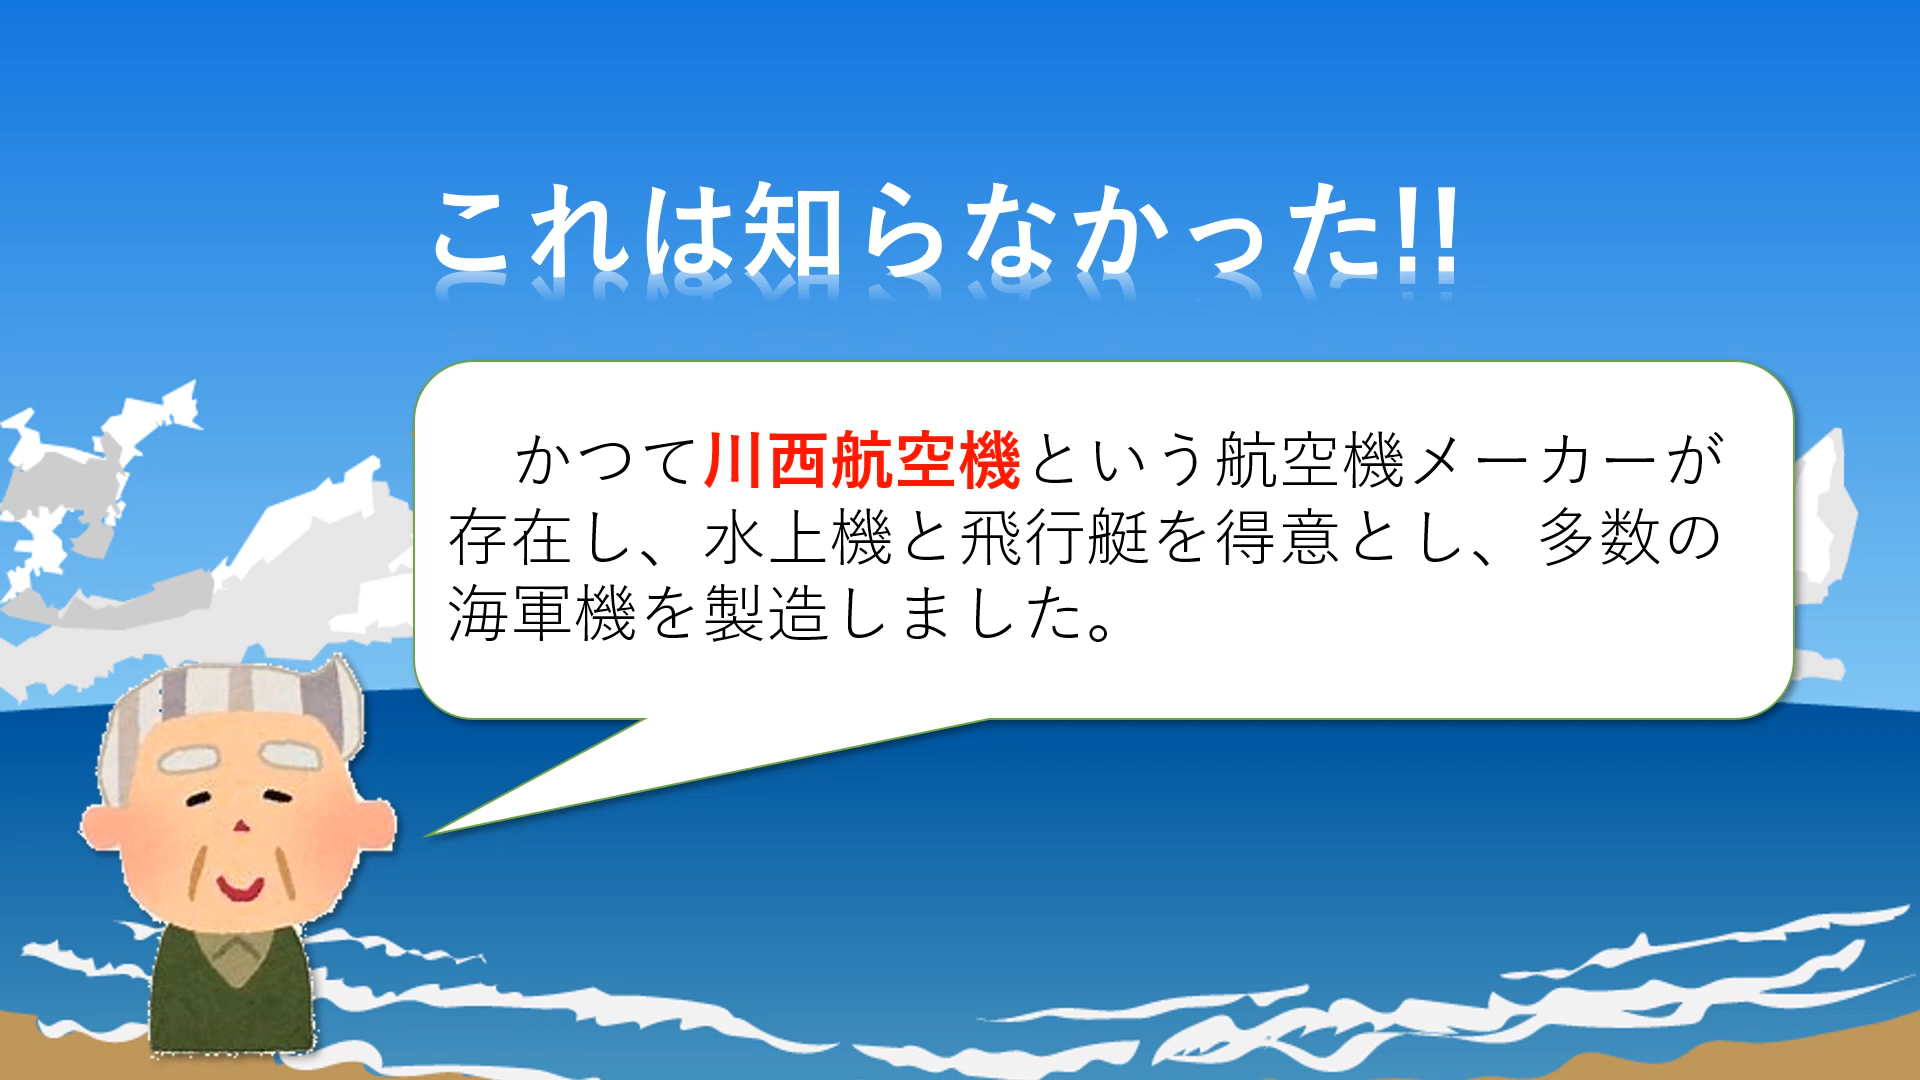 これは知らなかった!!
かつて川西航空機という航空機メーカーが
存在し、水上機と飛行艇を得意とし、多数の
海軍機を製造しました。